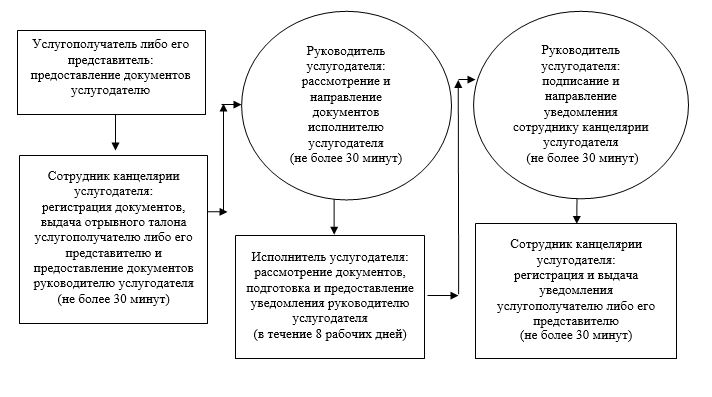 Услугополучатель либо его
представитель:
предоставление документов
услугодателю
Сотрудник канцелярии
услугодателя:
регистрация документов,
выдача отрывного талона
услугополучателю либо его
представителю и
предоставление документов
руководителю услугодателя
(не более 30 минут)
Руководитель
услугодателя:
рассмотрение и
направление
документов
исполнителю
услугодателя
(не более 30 минут)
Исполнитель услугодателя:
рассмотрение документов,
подготовка и предоставление
уведомления руководителю
услугодателя
(в течение 8 рабочих дней)
Руководитель
услугодателя:
подписание и
направление
уведомления
сотруднику канцелярии
услугодателя
(не более 30 минут)
Сотрудник канцелярии
услугодателя:
регистрация и выдача
уведомления
услугополучателю либо его
представителю
(не более 30 минут)